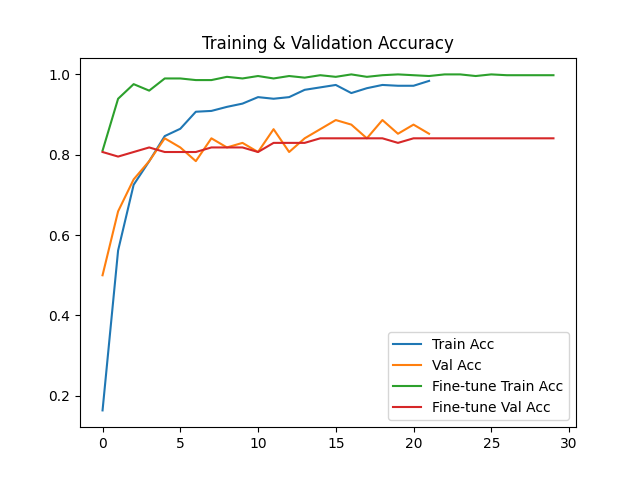 Training & Validation Accuracy
1.0
0.8
0.6
0.4
0.2
0 5 10 15 20 25 30
Train Acc
Val Acc
Fine-tune Train Acc
Fine-tune Val Acc